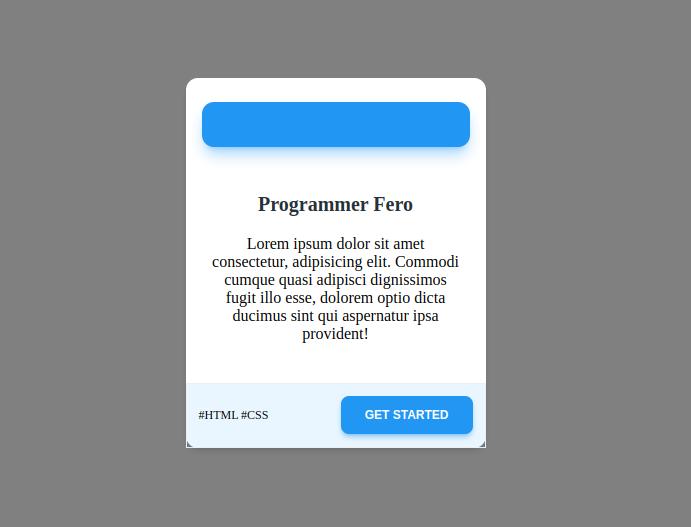 Programmer Fero
Lorem ipsum dolor sit amet
consectetur, adipisicing elit. Commodi
cumque quasi adipisci dignissimos
fugit illo esse, dolorem optio dicta
ducimus sint qui aspernatur ipsa
provident!
#HTML #CSS
GET STARTED